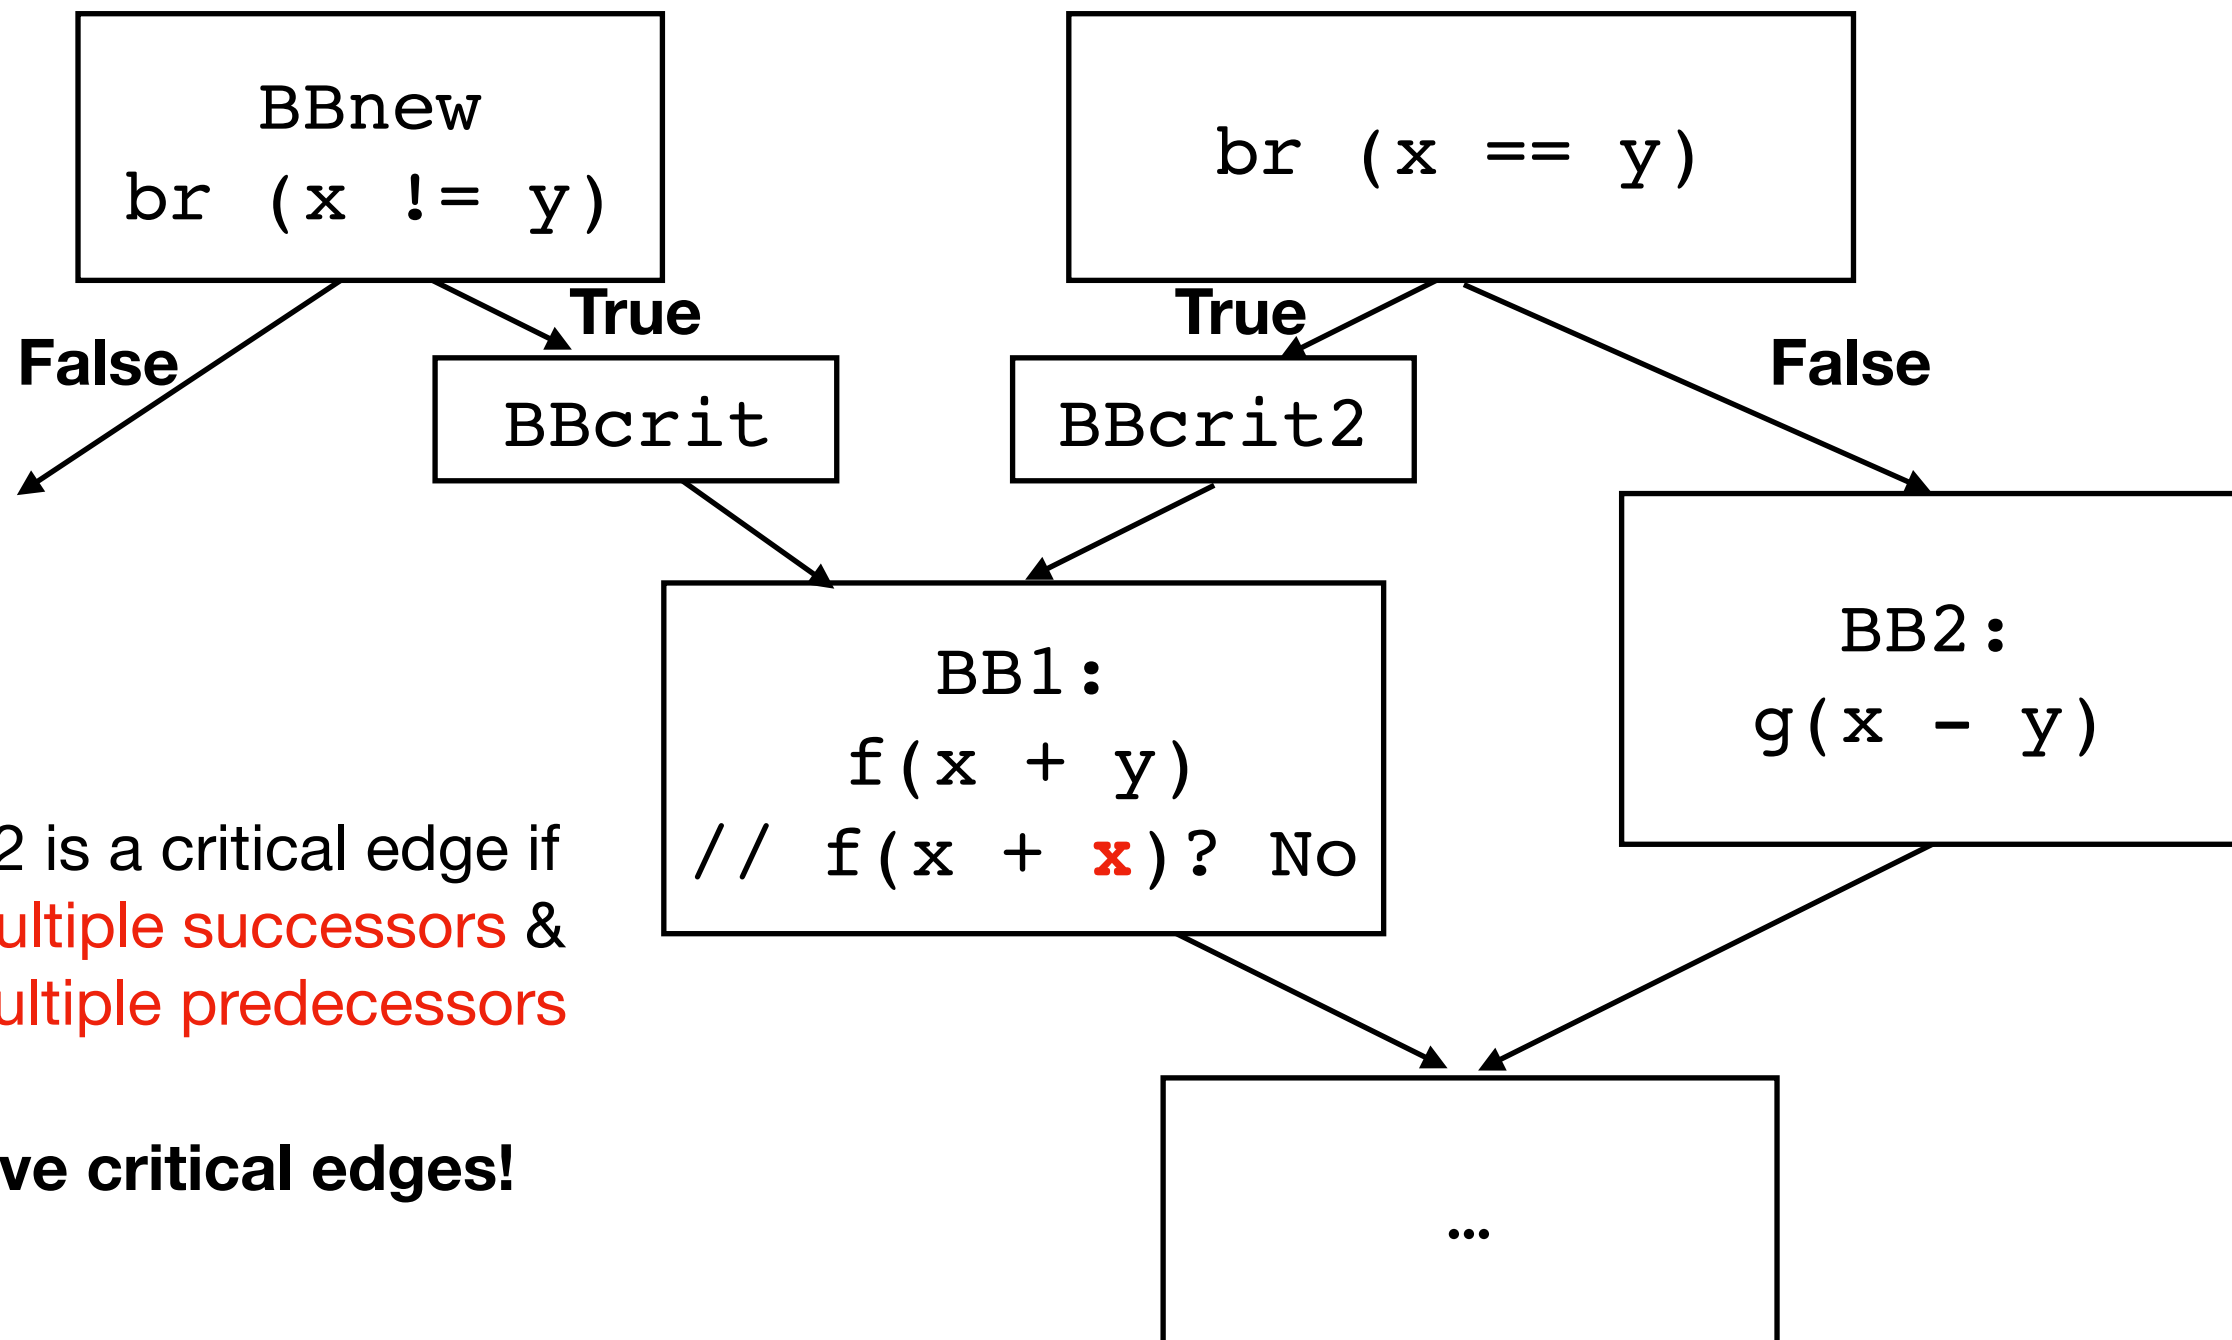 BBnew
br (x != y)
br (x == y)
True
True
False
False
BBcrit
BBcrit2
BB1:
f(x + y)
// f(x + x)? No
BB2:
g(x - y)
2 is a critical edge if
ultiple successors &
ultiple predecessors
ve critical edges!
…